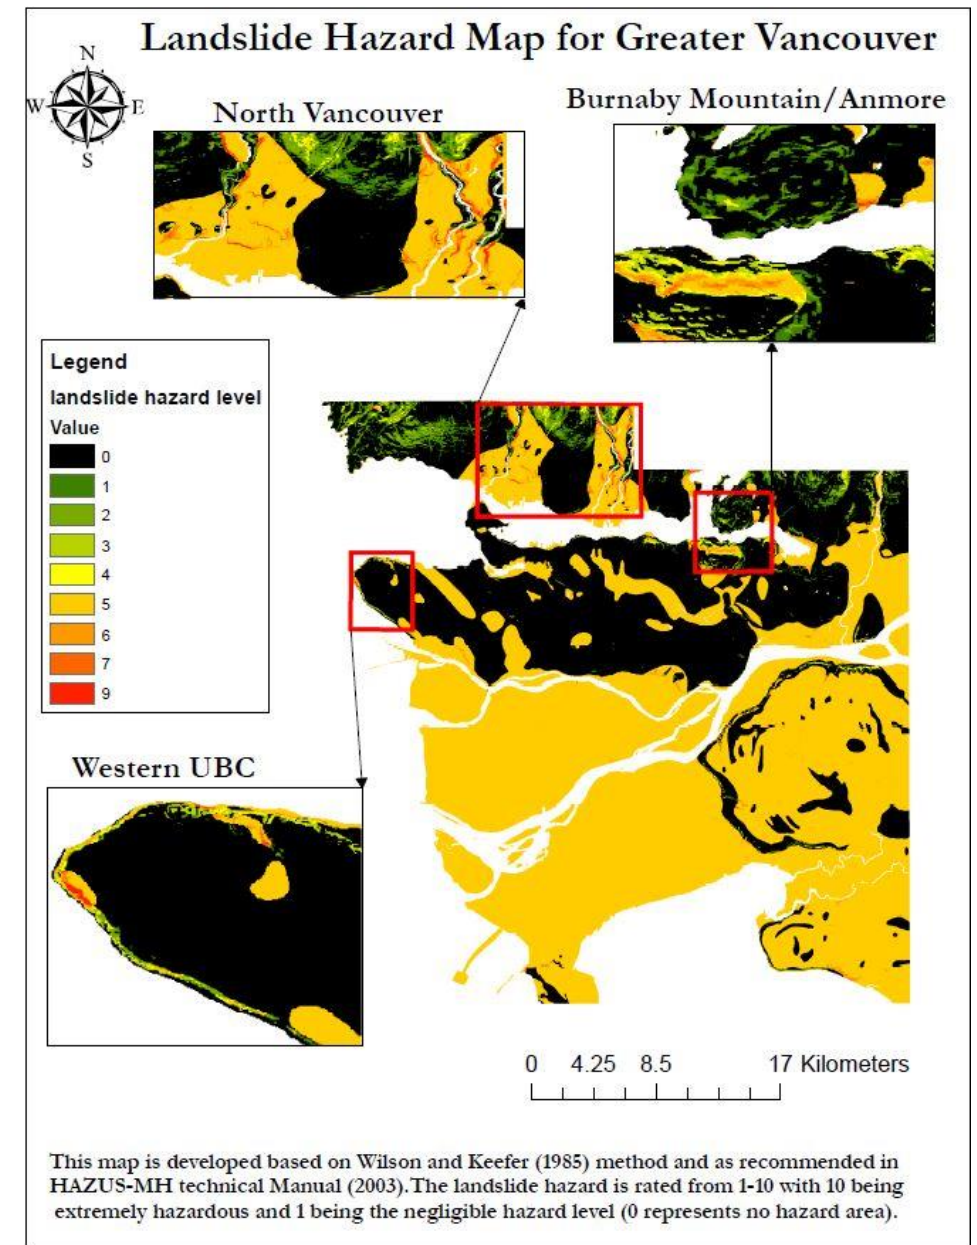 Landslide Hazard Map for Greater Vancouver
N
W E
S
North Vancouver
Burnaby Mountain/Anmore
Legend
landslide hazard level
Value
0
1
2
3
4
5
6
7
9
Western UBC
0 4.25 8.5 17 Kilometers
This map is developed based on Wilson and Keefer (1985) method and as recommended in
HAZUS-MH technical Manual (2003).The landslide hazard is rated from 1-10 with 10 being
extremely hazardous and 1 being the negligible hazard level (0 represents no hazard area).